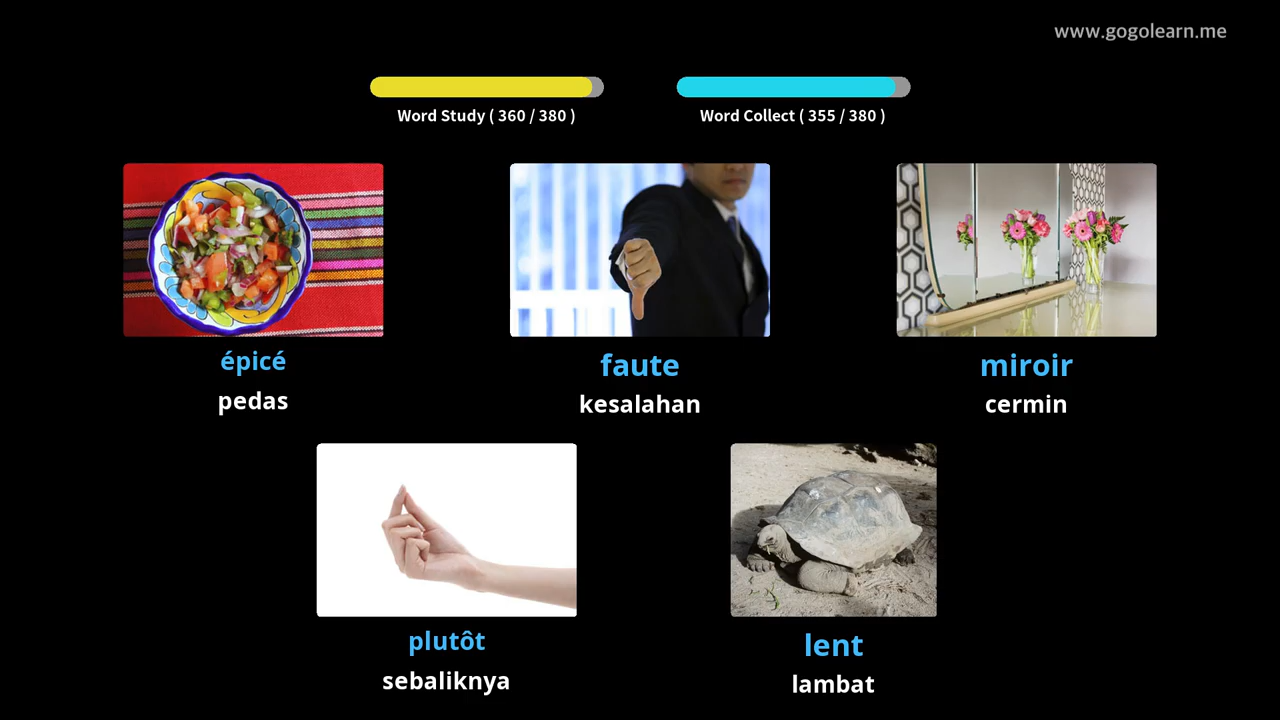 www.gogolearn.me
Word Study ( 360 / 380 )
Word Collect ( 355 / 380 )
épicé
pedas
faute
kesalahan
miroir
cermin
plutôt
sebaliknya
lent
lambat